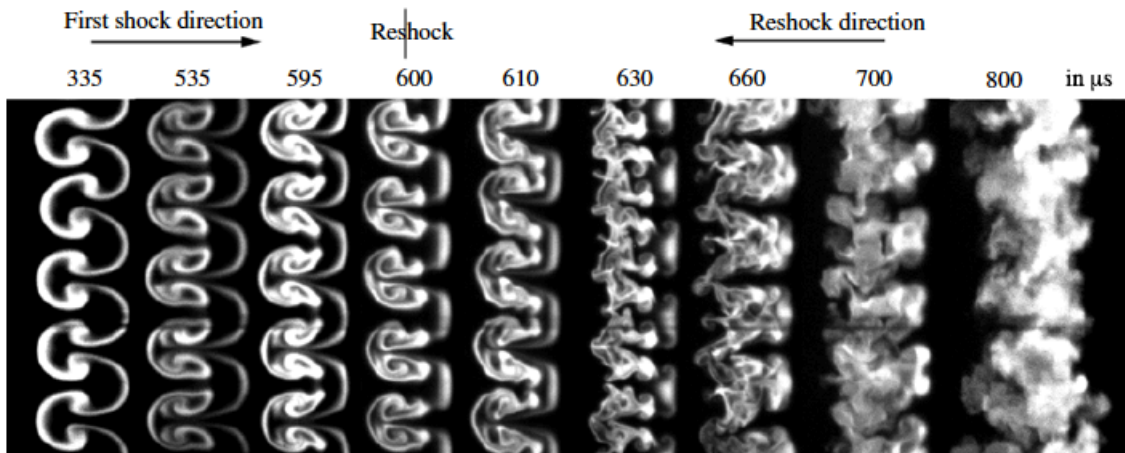 First shock direction
Reshock
Reshock direction
335 535 595 600 610 630 660 700 800 in μs